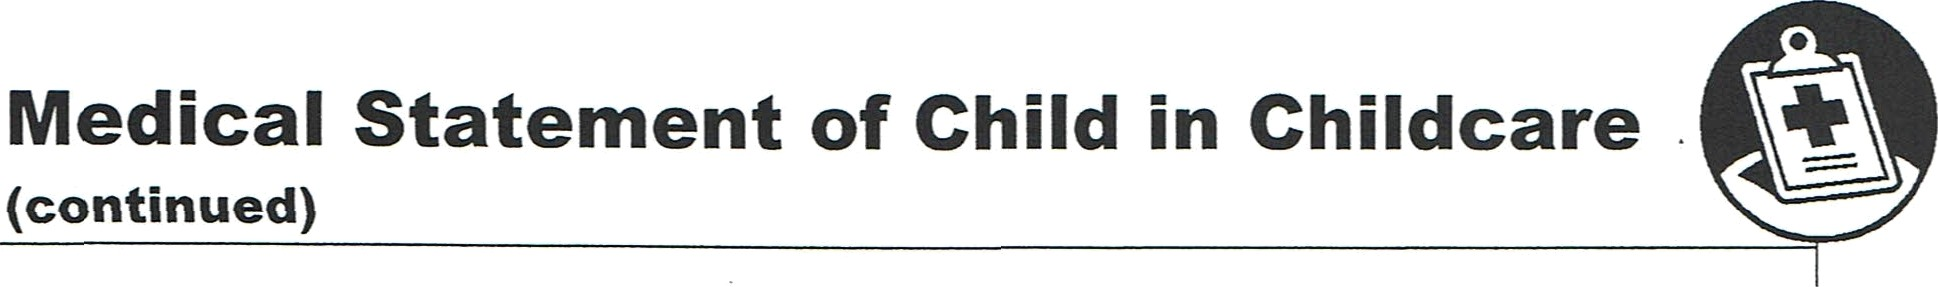 Medical Statement of Child in Childcare
(continued)